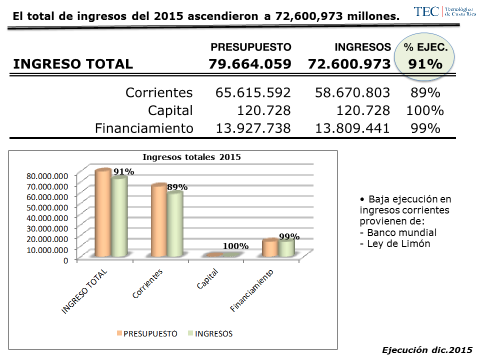 El total de ingresos del 2015 ascendieron a 72,600,973 millones.
TEC Tecnológico
de Costa Rica
PRESUPUESTO INGRESOS % EJEC.
INGRESO TOTAL 79.664.059 72.600.973 91%
Corrientes 65.615.592 58.670.803 89%
Capital 120.728 120.728 100%
Financiamiento 13.927.738 13.809.441 99%
Ingresos totales 2015
80.000.000
70.000.000
60.000.000
50.000.000
40.000.000
30.000.000
20.000.000
10.000.000
0
91%
89%
100%
99%
INGRESO TOTAL
Corrientes
Capital
Financiamiento
PRESUPUESTO INGRESOS
• Baja ejecución en
ingresos corrientes
provienen de:
- Banco mundial
- Ley de Limón
Ejecución dic.2015